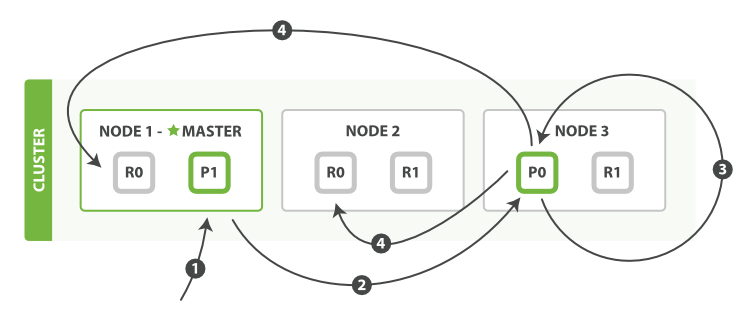 4
CLUSTER
NODE 1 - ★ MASTER
R0
P1
NODE 2
R0
R1
NODE 3
P0
R1
3
4
1
2